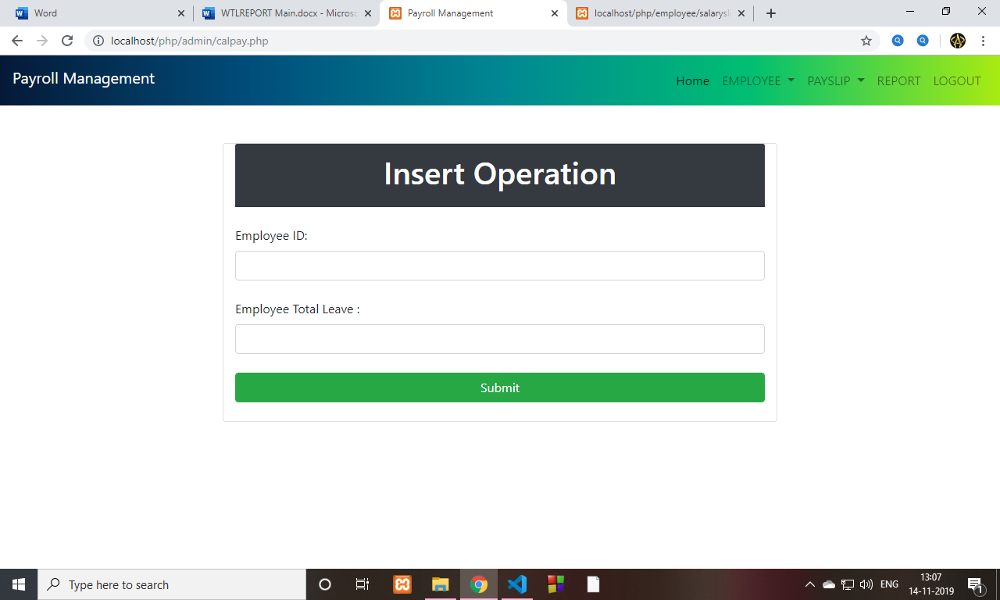 Word
WTLREPORT Main.docx - Microso
Payroll Management
localhost/php/employee/salarysl
localhost/php/admin/calpay.php
Payroll Management
Home EMPLOYEE PAYSLIP REPORT LOGOUT
Insert Operation
Employee ID:
Employee Total Leave :
Submit
Type here to search
ENG
13:07
14-11-2019
1